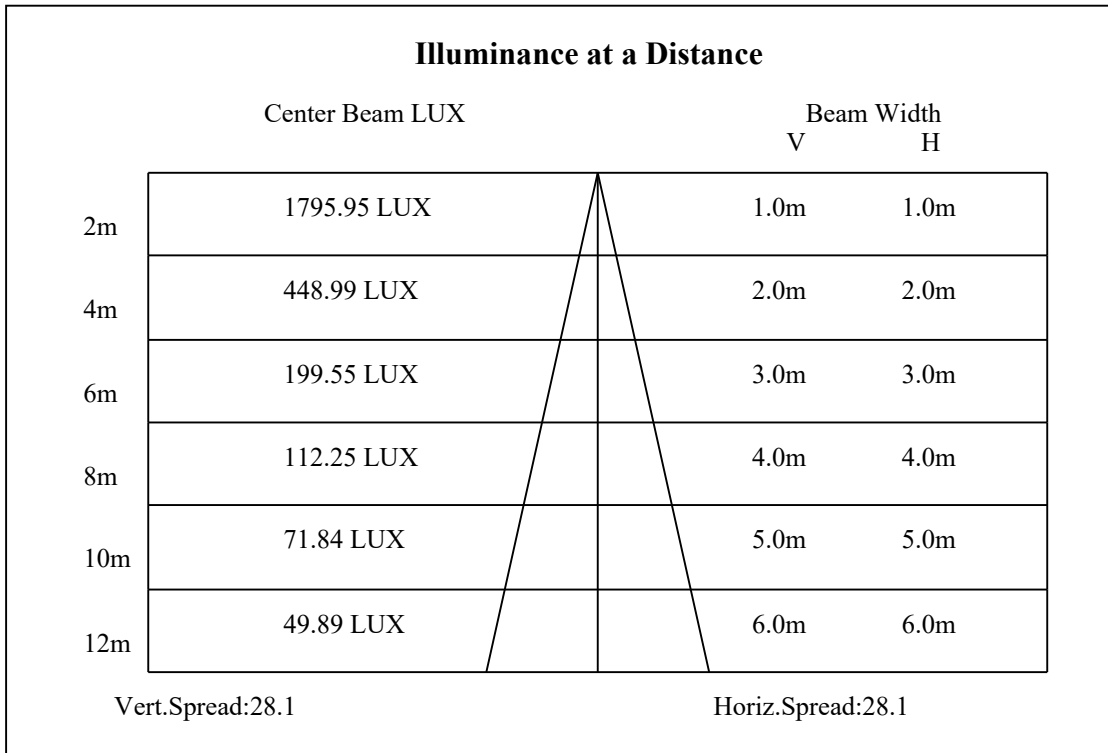 Illuminance at a Distance
Center Beam LUX Beam Width
V H
2m 1795.95 LUX 1.0m 1.0m
4m 448.99 LUX 2.0m 2.0m
6m 199.55 LUX 3.0m 3.0m
8m 112.25 LUX 4.0m 4.0m
10m 71.84 LUX 5.0m 5.0m
12m 49.89 LUX 6.0m 6.0m
Vert.Spread:28.1 Horiz.Spread:28.1